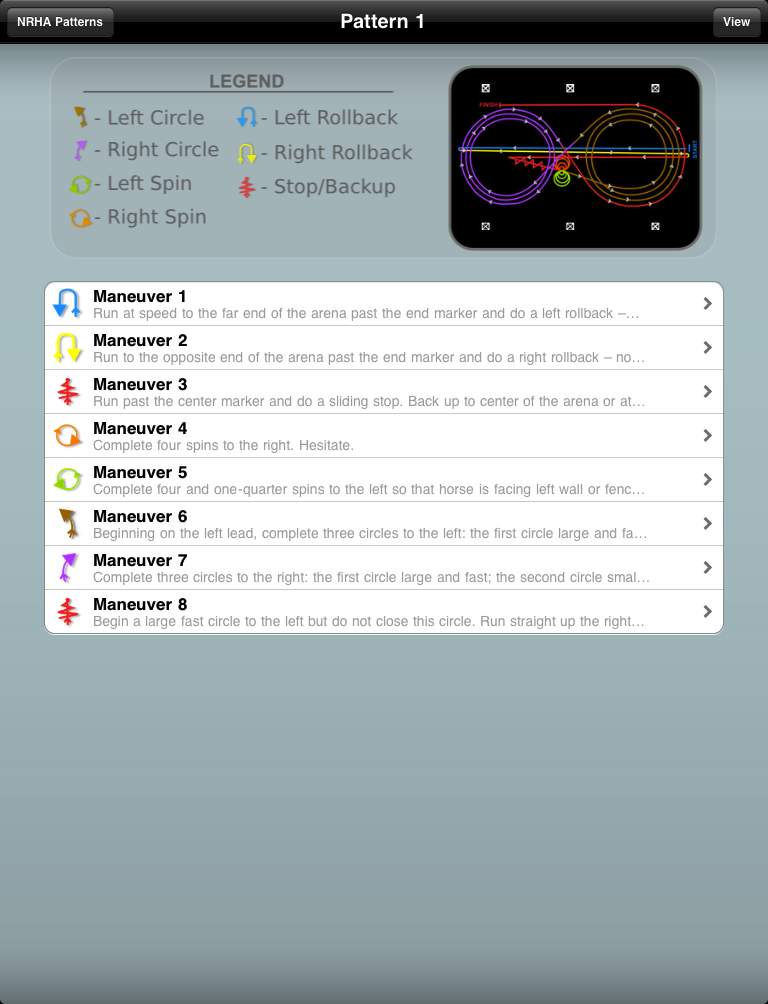 NRHA Patterns
Pattern 1
View
LEGEND
- Left Circle
- Right Circle
- Left Spin
- Right Spin
- Left Rollback
- Right Rollback
- Stop/Backup
FINISH
START
Maneuver 1
Run at speed to the far end of the arena past the end marker and do a left rollback –…
Maneuver 2
Run to the opposite end of the arena past the end marker and do a right rollback – no…
Maneuver 3
Run past the center marker and do a sliding stop. Back up to center of the arena or at…
Maneuver 4
Complete four spins to the right. Hesitate.
Maneuver 5
Complete four and one-quarter spins to the left so that horse is facing left wall or fenc…
Maneuver 6
Beginning on the left lead, complete three circles to the left: the first circle large and fa…
Maneuver 7
Complete three circles to the right: the first circle large and fast; the second circle smal…
Maneuver 8
Begin a large fast circle to the left but do not close this circle. Run straight up the right…